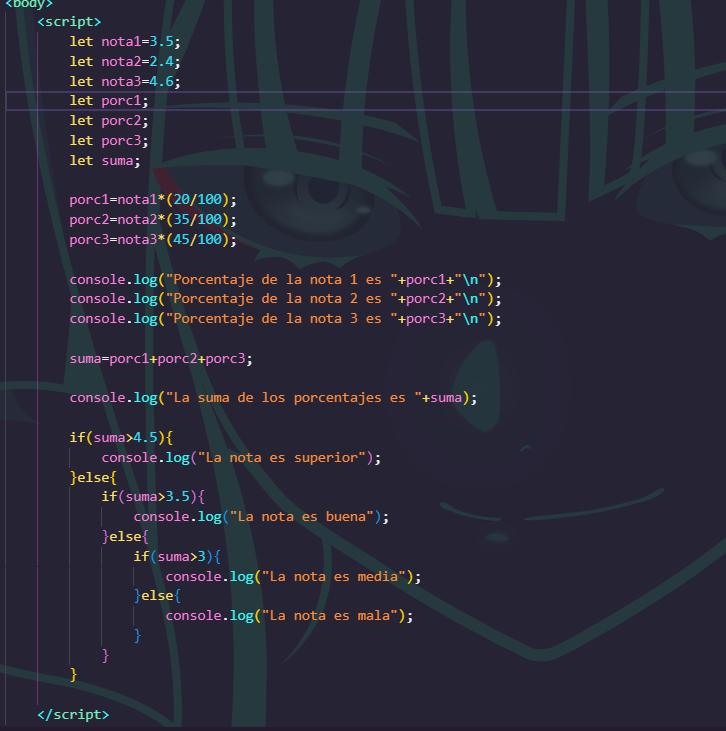 <body>
<script>
let nota1=3.5;
let nota2=2.4;
let nota3=4.6;
let porc1;
let porc2;
let porc3;
let suma;
porc1=nota1*(20/100);
porc2=nota2*(35/100);
porc3=nota3*(45/100);
console.log("Porcentaje de la nota 1 es "+porc1+"\n");
console.log("Porcentaje de la nota 2 es "+porc2+"\n");
console.log("Porcentaje de la nota 3 es "+porc3+"\n");
suma=porc1+porc2+porc3;
console.log("La suma de los porcentajes es "+suma);
if(suma>4.5){
console.log("La nota es superior");
}else{
if(suma>3.5){
console.log("La nota es buena");
}else{
if(suma>3){
console.log("La nota es media");
}else{
console.log("La nota es mala");
}
}
}
</script>